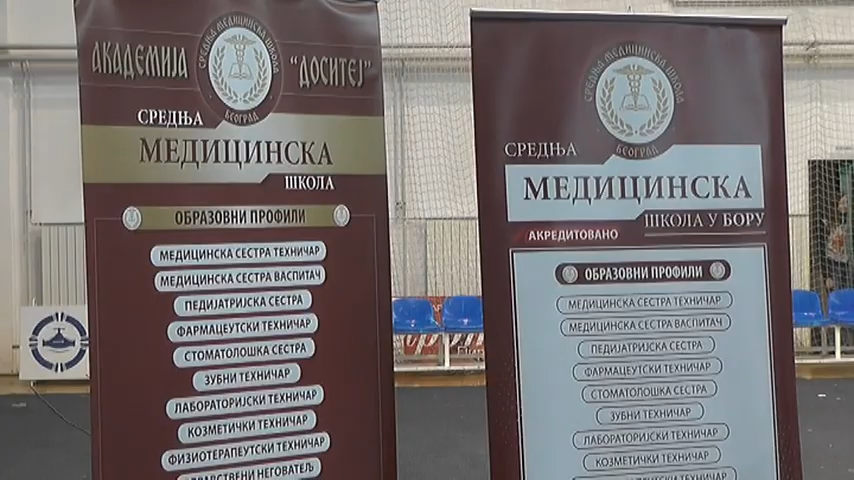 АКАДЕМИЈА "ДОСИТЕЈ"
СРЕДЊА МЕДИЦИНСКА ШКОЛА
БЕОГРАД
СРЕДЊА
МЕДИЦИНСКА
ШКОЛА
ОБРАЗОВНИ ПРОФИЛИ
МЕДИЦИНСКА СЕСТРА ТЕХНИЧАР
МЕДИЦИНСКА СЕСТРА ВАСПИТАЧ
ПЕДИЈАТРИЈСКА СЕСТРА
ФАРМАЦЕУТСКИ ТЕХНИЧАР
СТОМАТОЛОШКА СЕСТРА
ЗУБНИ ТЕХНИЧАР
ЛАБОРАТОРИЈСКИ ТЕХНИЧАР
КОЗМЕТИЧКИ ТЕХНИЧАР
ФИЗИОТЕРАПЕУТСКИ ТЕХНИЧАР
ЗДРАВСТВЕНИ НЕГОВАТЕЉ
СРЕДЊА МЕДИЦИНСКА ШКОЛА
БЕОГРАД
СРЕДЊА
МЕДИЦИНСКА
ШКОЛА У БОРУ
АКРЕДИТОВАНО
ОБРАЗОВНИ ПРОФИЛИ
МЕДИЦИНСКА СЕСТРА ТЕХНИЧАР
МЕДИЦИНСКА СЕСТРА ВАСПИТАЧ
ПЕДИЈАТРИЈСКА СЕСТРА
ФАРМАЦЕУТСКИ ТЕХНИЧАР
СТОМАТОЛОШКА СЕСТРА
ЗУБНИ ТЕХНИЧАР
ЛАБОРАТОРИЈСКИ ТЕХНИЧАР
КОЗМЕТИЧКИ ТЕХНИЧАР